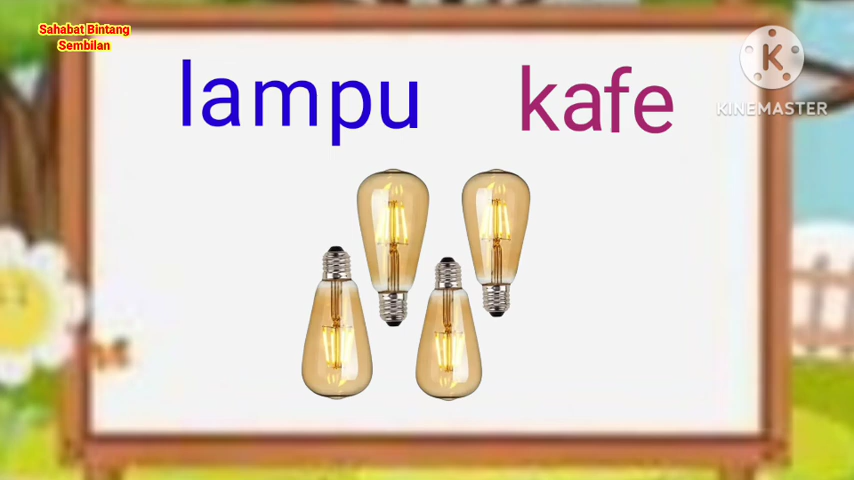 Sahabat Bintang
Sembilan
lampu kafe
K
KINEMASTER